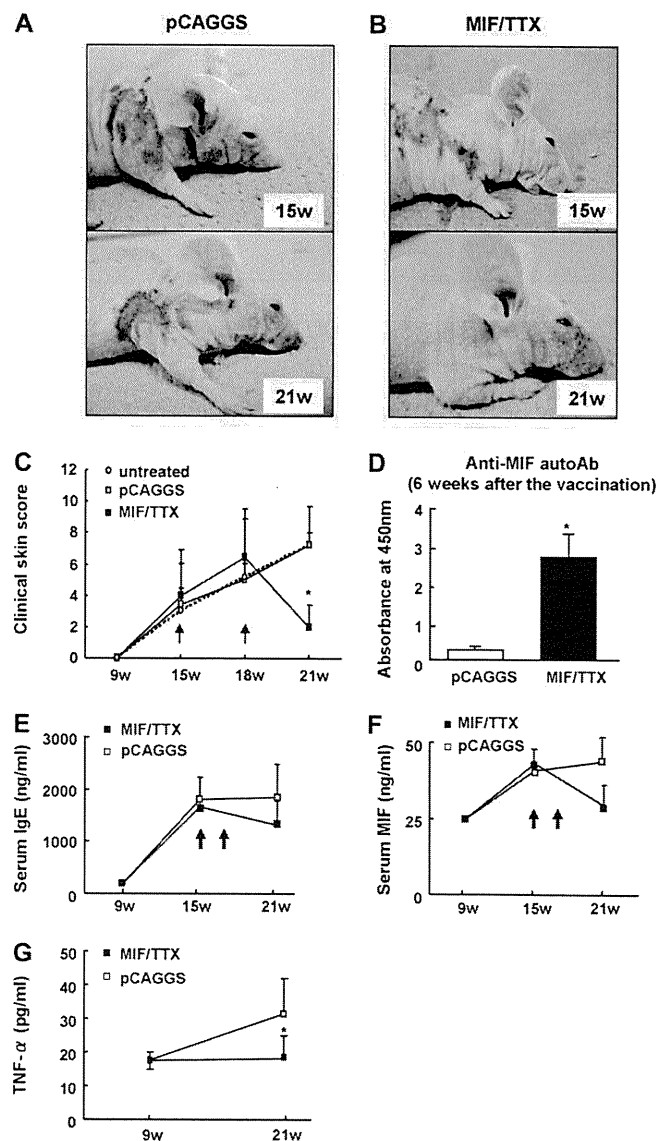 A pCAGGS
B MIF/TTX
15w
15w
21w
21w
C
untreated
pCAGGS
MIF/TTX
Clinical skin score
12
10
8
6
4
2
0
*
9w 15w 18w 21w
D Anti-MIF autoAb
(6 weeks after the vaccination)
Absorbance at 450nm
4
3
2
1
0
*
pCAGGS MIF/TTX
E
MIF/TTX
pCAGGS
Serum IgE (ng/ml)
3000
2000
1000
9w 15w 21w
F
MIF/TTX
pCAGGS
Serum MIF (ng/ml)
50
25
0
9w 15w 21w
G
MIF/TTX
pCAGGS
TNF-α (pg/ml)
50
40
30
20
10
0
*
9w 21w